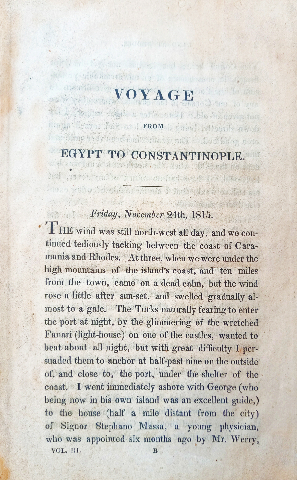 VOYAGE
FROM
EGYPT TO CONSTANTINOPLE.
Friday, November 24th, 1815.
THE wind was still north-west all day, and we con-
tinued tediously tacking between the coast of Cara-
mania and Rhodes. At three, when we were under the
high mountains of the island's coast, and ten miles
from the town, came on a dead calm, but the wind
rose a little after sun-set, and swelled gradually al-
most to a gale. The Turks naturally fearing to enter
the port at night, by the glimmering of the wretched
Fanari (light-house) on one of the castles, wanted to
beat about all night, but with great difficulty I per-
suaded them to anchor at half-past nine on the outside
of, and close to, the port, under the shelter of the
coast. I went immediately ashore with George (who
being now in his own island was an excellent guide,)
to the house (half a mile distant from the city)
of Signor Stephano Massa, a young physician,
who was appointed six months ago by Mr. Werry,
VOL. III. B